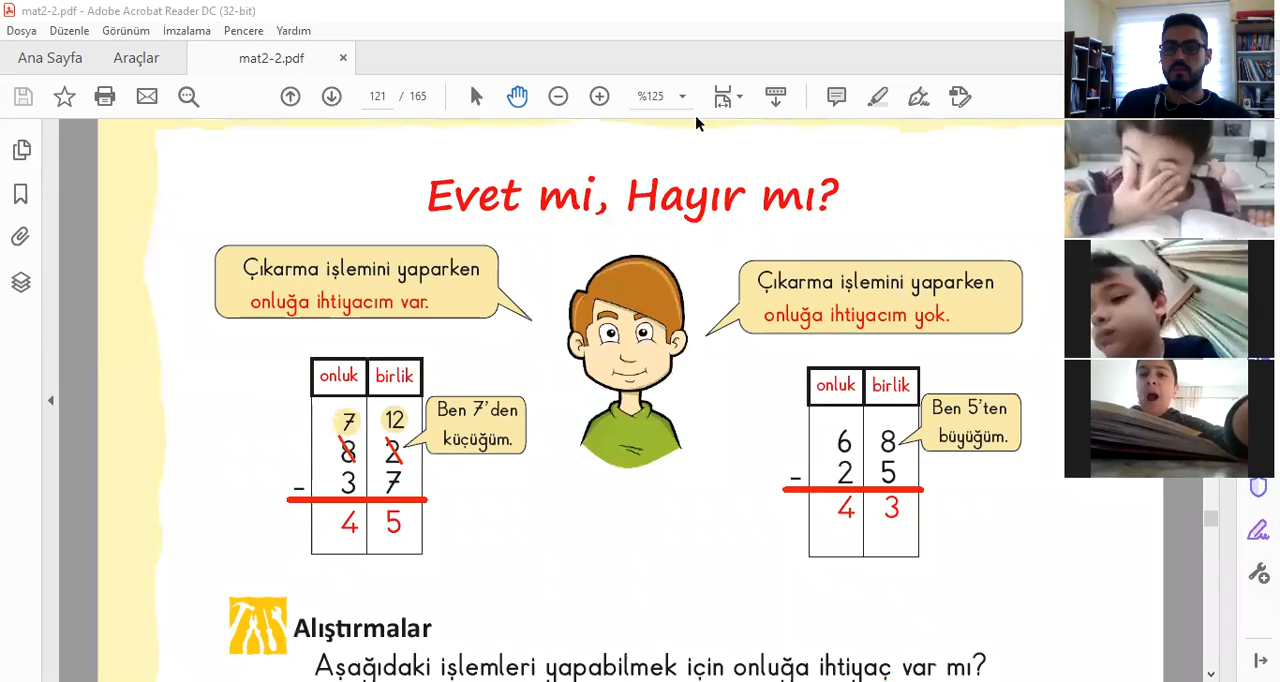 mat2-2.pdf - Adobe Acrobat Reader DC (32-bit)
Dosya Düzenle Görünüm İmzalama Pencere Yardım
Ana Sayfa Araçlar mat2-2.pdf ×
121 / 165 %125
Evet mi, Hayır mı?
Çıkarma işlemini yaparken
onluğa ihtiyacım var.
Çıkarma işlemini yaparken
onluğa ihtiyacım yok.
onluk birlik
7 12
8 2
- 3 7
4 5
Ben 7'den
küçüğüm.
onluk birlik
6 8
- 2 5
4 3
Ben 5'ten
büyüğüm.
Alıştırmalar
Aşağıdaki işlemleri yapabilmek için onluğa ihtiyaç var mı?